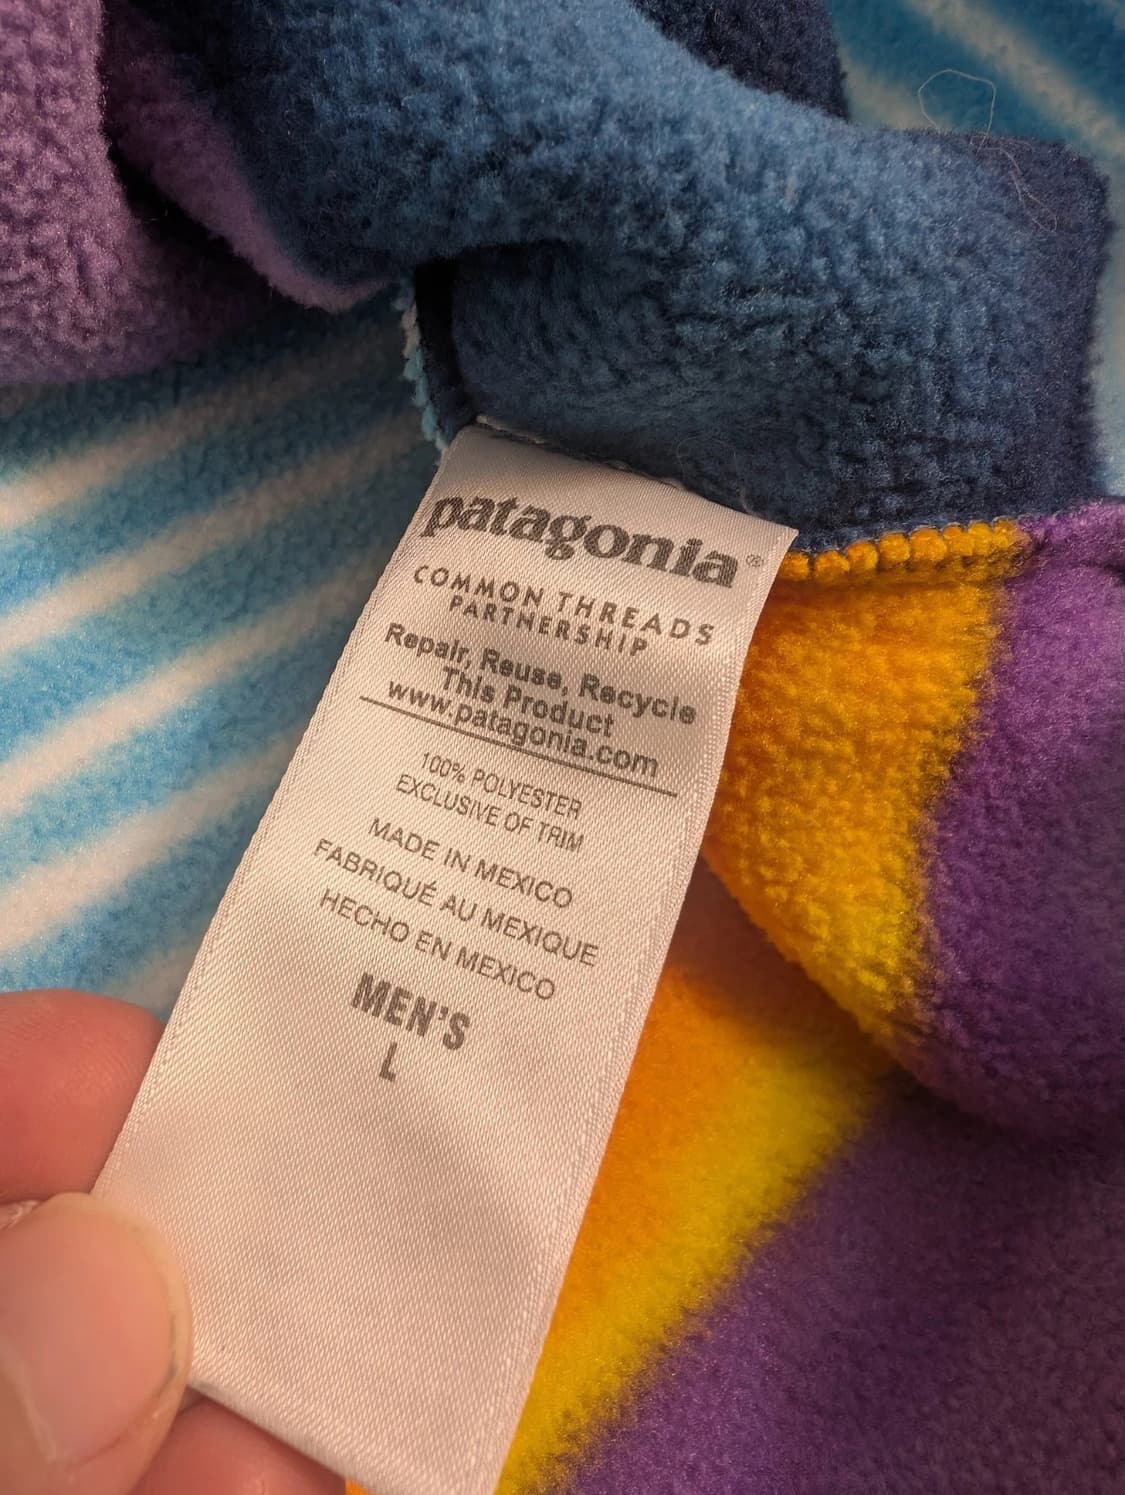 patagonia®
COMMON THREADS
PARTNERSHIP
Repair, Reuse, Recycle
This Product
www.patagonia.com
100% POLYESTER
EXCLUSIVE OF TRIM
MADE IN MEXICO
FABRIQUÉ AU MEXIQUE
HECHO EN MEXICO
MEN'S
L